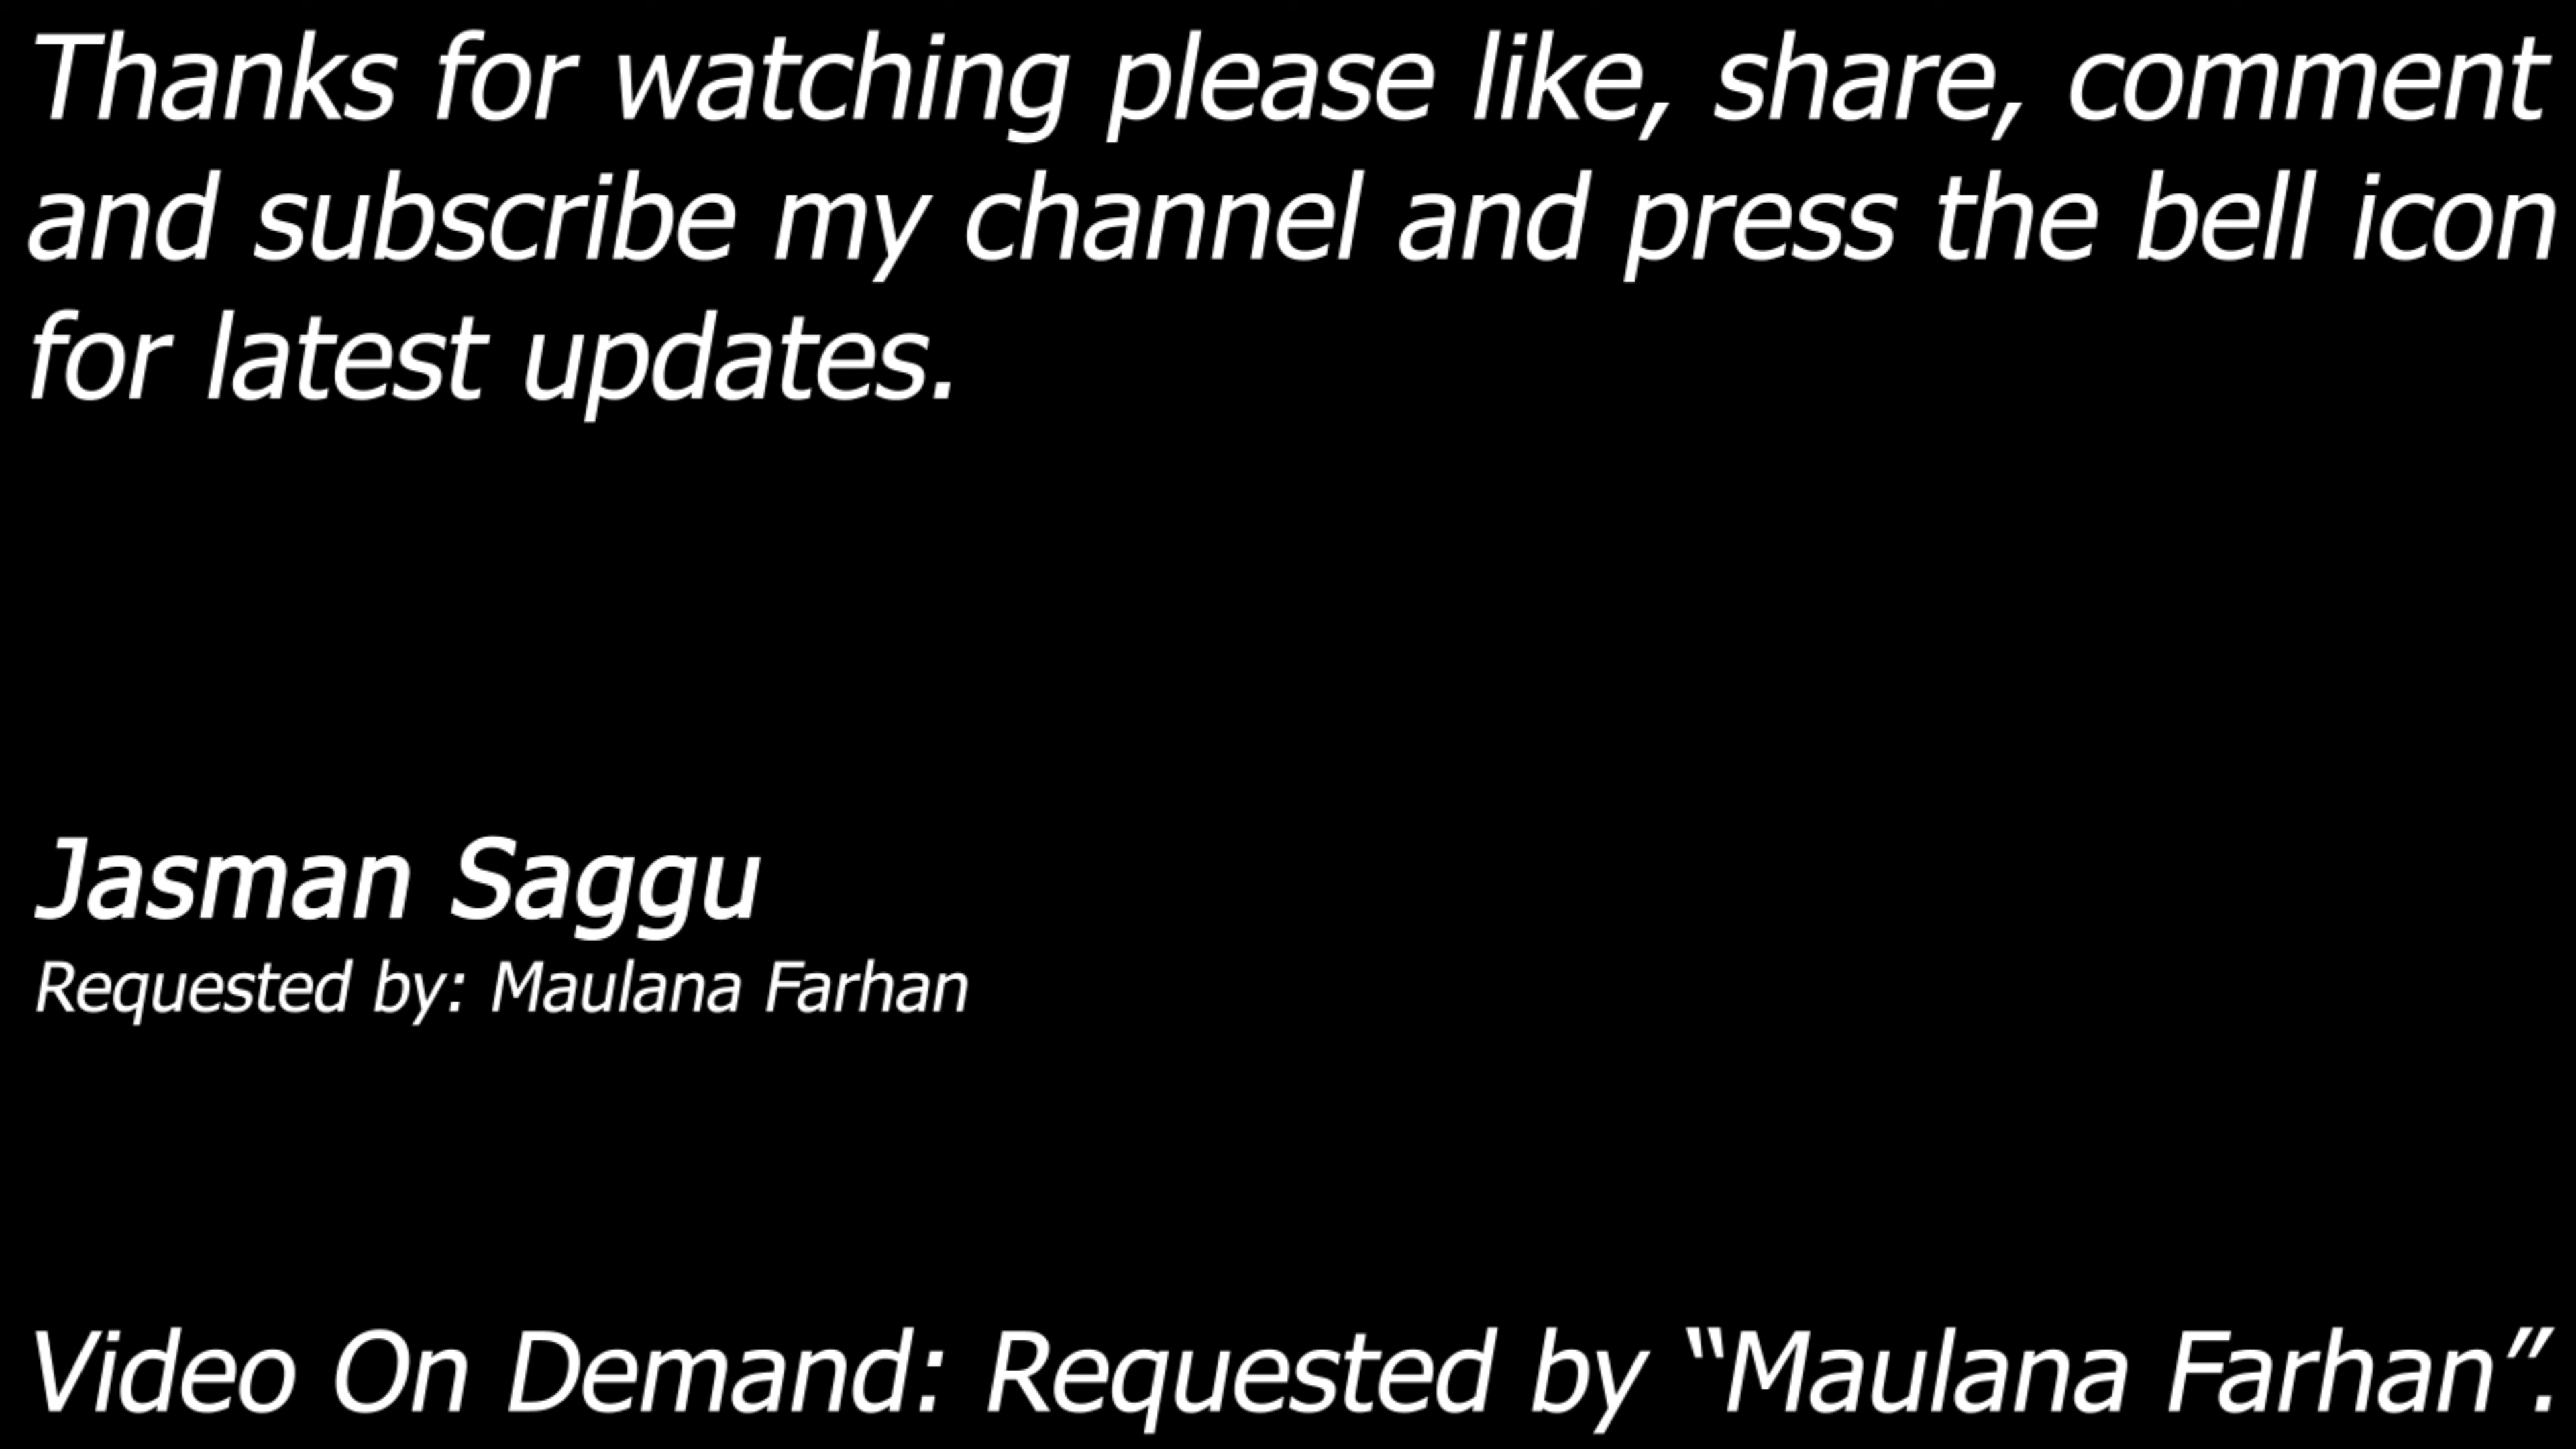 Thanks for watching please like, share, comment
and subscribe my channel and press the bell icon
for latest updates.
Jasman Saggu
Requested by: Maulana Farhan
Video On Demand: Requested by “Maulana Farhan”.